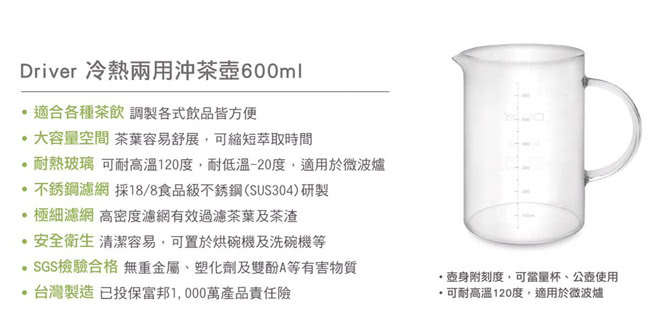 Driver 冷熱兩用沖茶壺600ml
• 適合各種茶飲 調製各式飲品皆方便
• 大容量空間 茶葉容易舒展，可縮短萃取時間
• 耐熱玻璃 可耐高溫120度，耐低溫-20度，適用於微波爐
• 不銹鋼濾網 採18/8食品級不銹鋼(SUS304)研製
• 極細濾網 高密度濾網有效過濾茶葉及茶渣
• 安全衛生 清潔容易，可置於烘碗機及洗碗機等
• SGS檢驗合格 無重金屬、塑化劑及雙酚A等有害物質
• 台灣製造 已投保富邦1,000萬產品責任險
• 壺身附刻度，可當量杯、公壺使用
• 可耐高溫120度，適用於微波爐